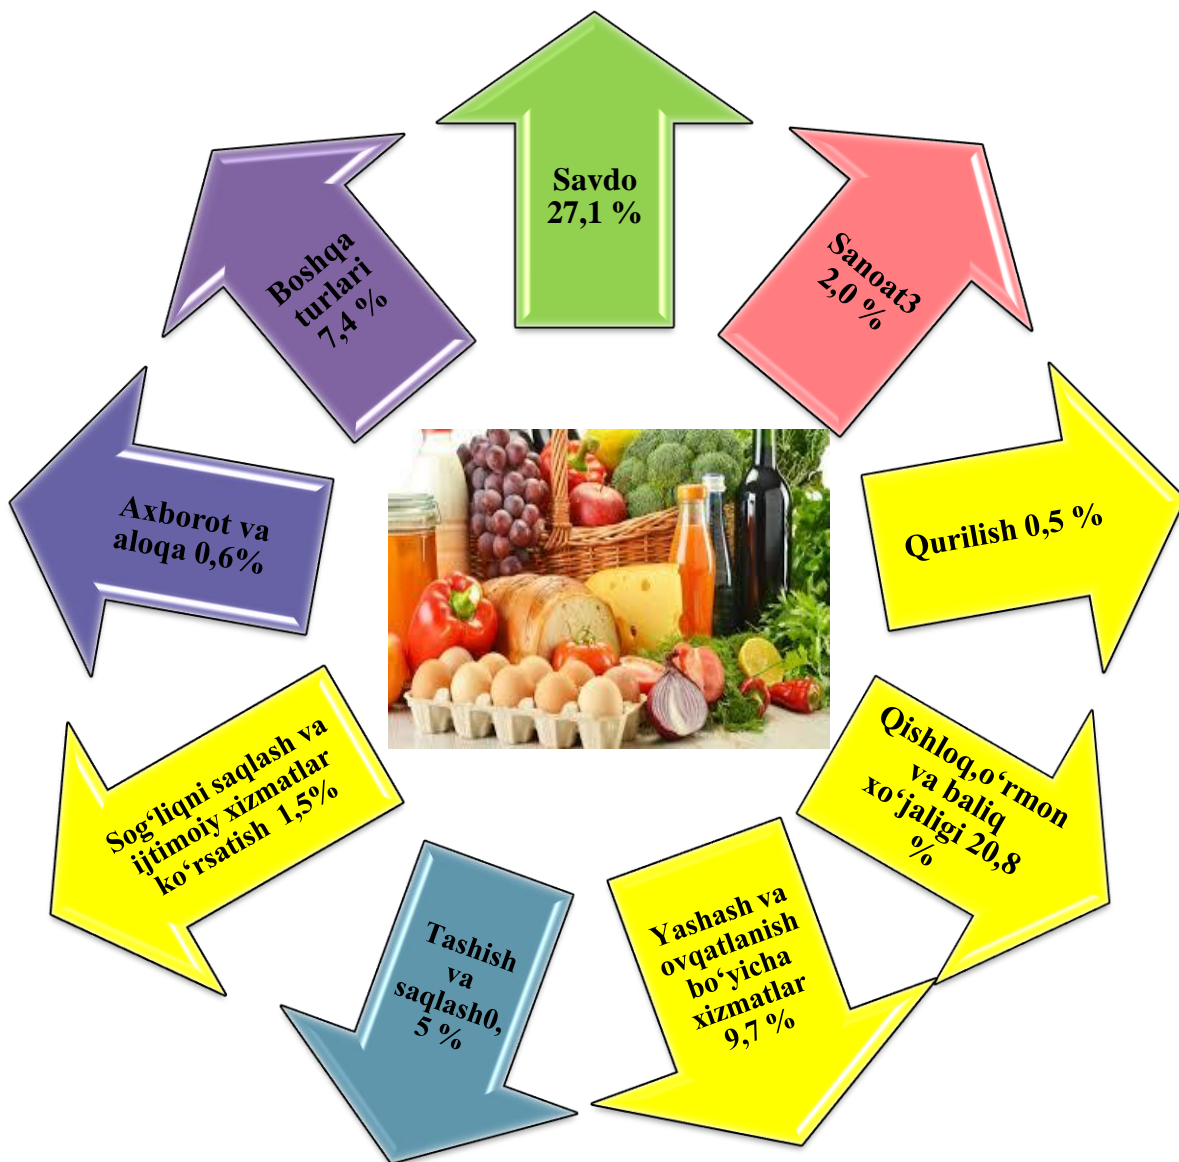 Savdo
27,1 %
Sanoat3
2,0 %
Qurilish 0,5 %
Qishloq,o‘rmon
va baliq
xo‘jaligi 20,8
%
Yashash va
ovqatlanish
bo‘yicha
xizmatlar
9,7 %
Tashish
va
saqlash0,
5 %
Sog‘liqni saqlash va
ijtimoiy xizmatlar
ko‘rsatish 1,5%
Axborot va
aloqa 0,6%
Boshqa
turlari
7,4 %